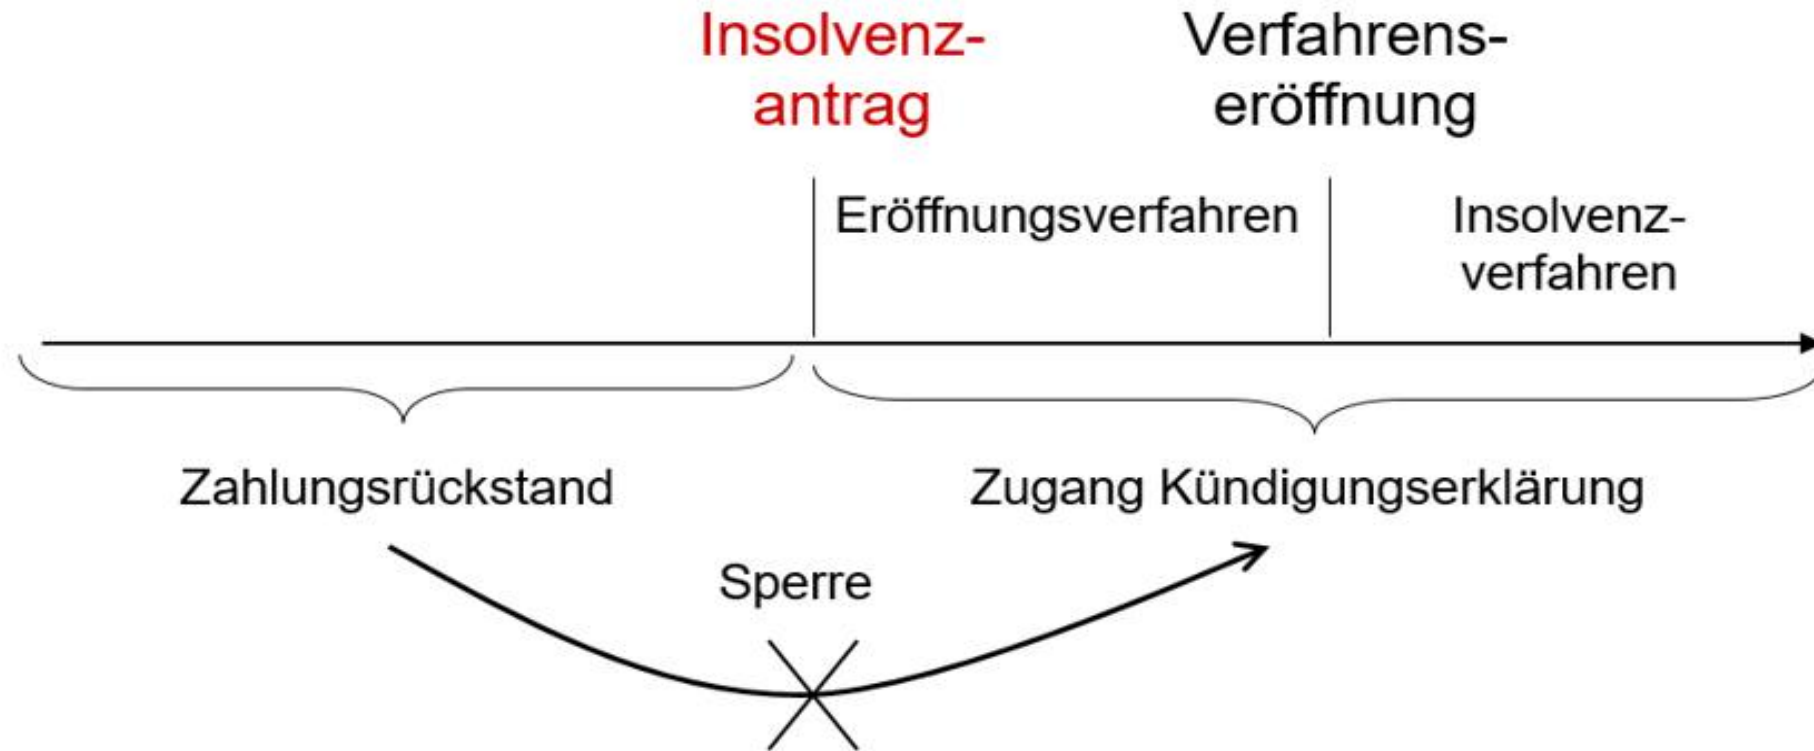 Insolvenz-
antrag
Verfahrens-
eröffnung
Eröffnungsverfahren
Insolvenz-
verfahren
Zahlungsrückstand
Zugang Kündigungserklärung
Sperre